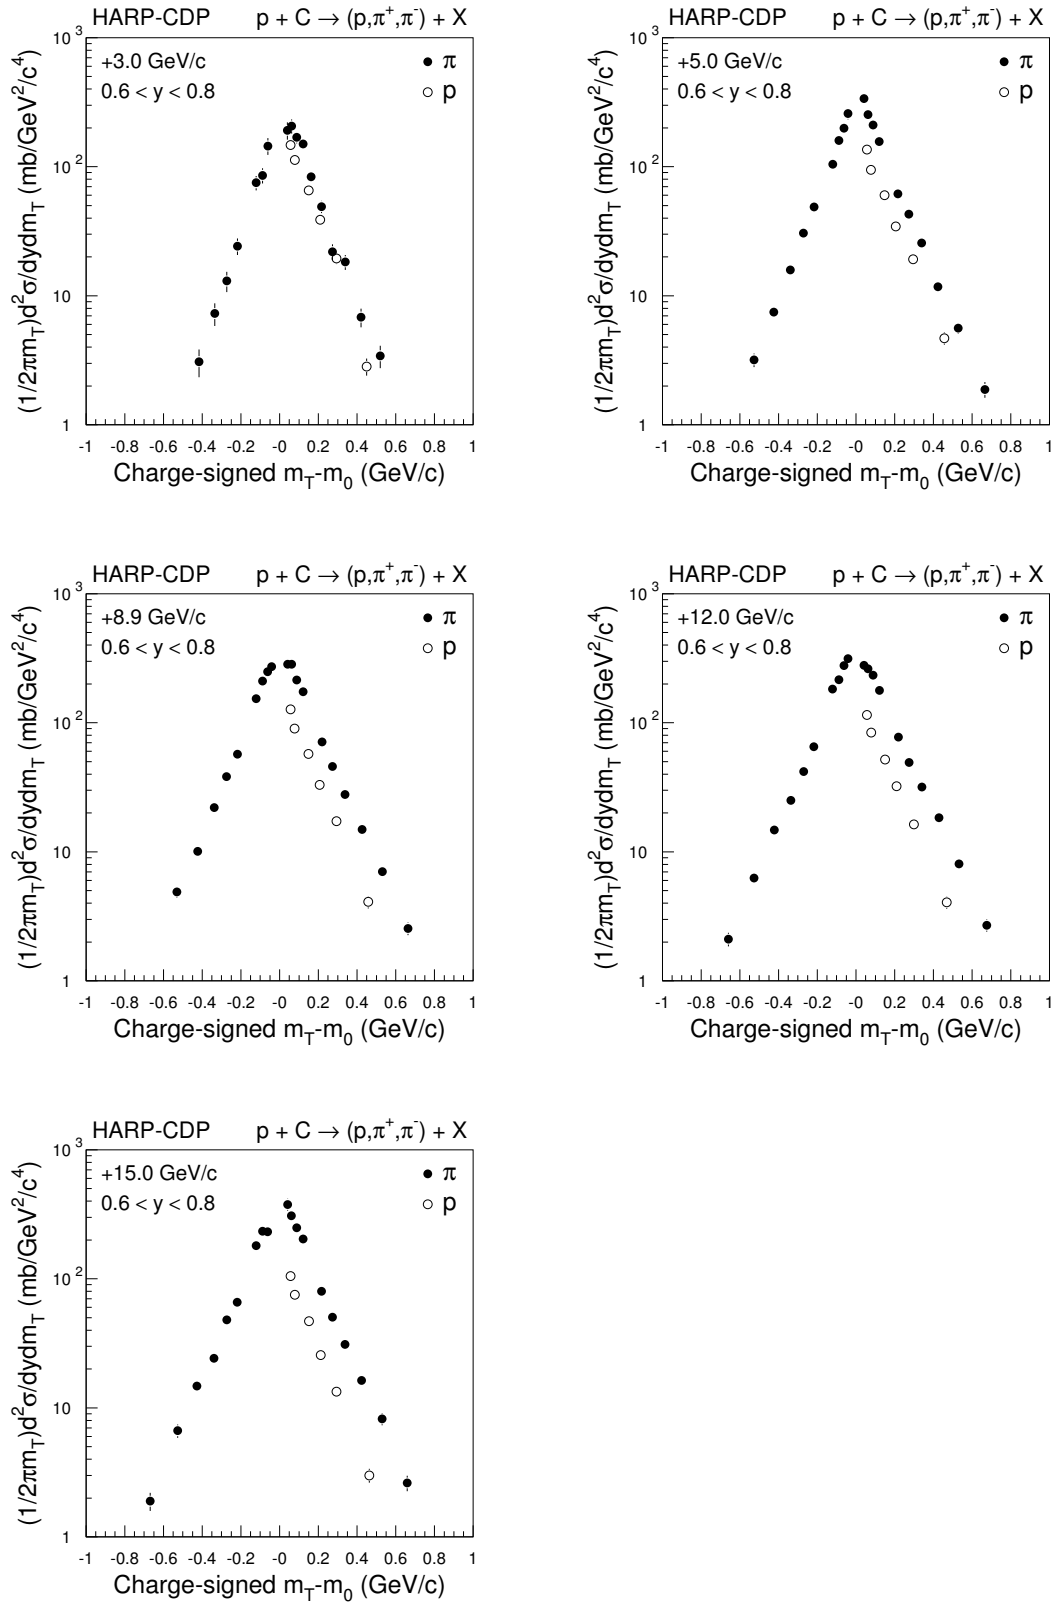 HARP-CDP p + C → (p,π⁺,π⁻) + X
+3.0 GeV/c
0.6 < y < 0.8
π
p
10³
10²
10
1
-1 -0.8 -0.6 -0.4 -0.2 -0 0.2 0.4 0.6 0.8 1
(1/2πm_T)d²σ/dydm_T (mb/GeV²/c⁴)
Charge-signed m_T-m_0 (GeV/c)
HARP-CDP p + C → (p,π⁺,π⁻) + X
+5.0 GeV/c
0.6 < y < 0.8
π
p
10³
10²
10
1
-1 -0.8 -0.6 -0.4 -0.2 -0 0.2 0.4 0.6 0.8 1
(1/2πm_T)d²σ/dydm_T (mb/GeV²/c⁴)
Charge-signed m_T-m_0 (GeV/c)
HARP-CDP p + C → (p,π⁺,π⁻) + X
+8.9 GeV/c
0.6 < y < 0.8
π
p
10³
10²
10
1
-1 -0.8 -0.6 -0.4 -0.2 -0 0.2 0.4 0.6 0.8 1
(1/2πm_T)d²σ/dydm_T (mb/GeV²/c⁴)
Charge-signed m_T-m_0 (GeV/c)
HARP-CDP p + C → (p,π⁺,π⁻) + X
+12.0 GeV/c
0.6 < y < 0.8
π
p
10³
10²
10
1
-1 -0.8 -0.6 -0.4 -0.2 -0 0.2 0.4 0.6 0.8 1
(1/2πm_T)d²σ/dydm_T (mb/GeV²/c⁴)
Charge-signed m_T-m_0 (GeV/c)
HARP-CDP p + C → (p,π⁺,π⁻) + X
+15.0 GeV/c
0.6 < y < 0.8
π
p
10³
10²
10
1
-1 -0.8 -0.6 -0.4 -0.2 -0 0.2 0.4 0.6 0.8 1
(1/2πm_T)d²σ/dydm_T (mb/GeV²/c⁴)
Charge-signed m_T-m_0 (GeV/c)